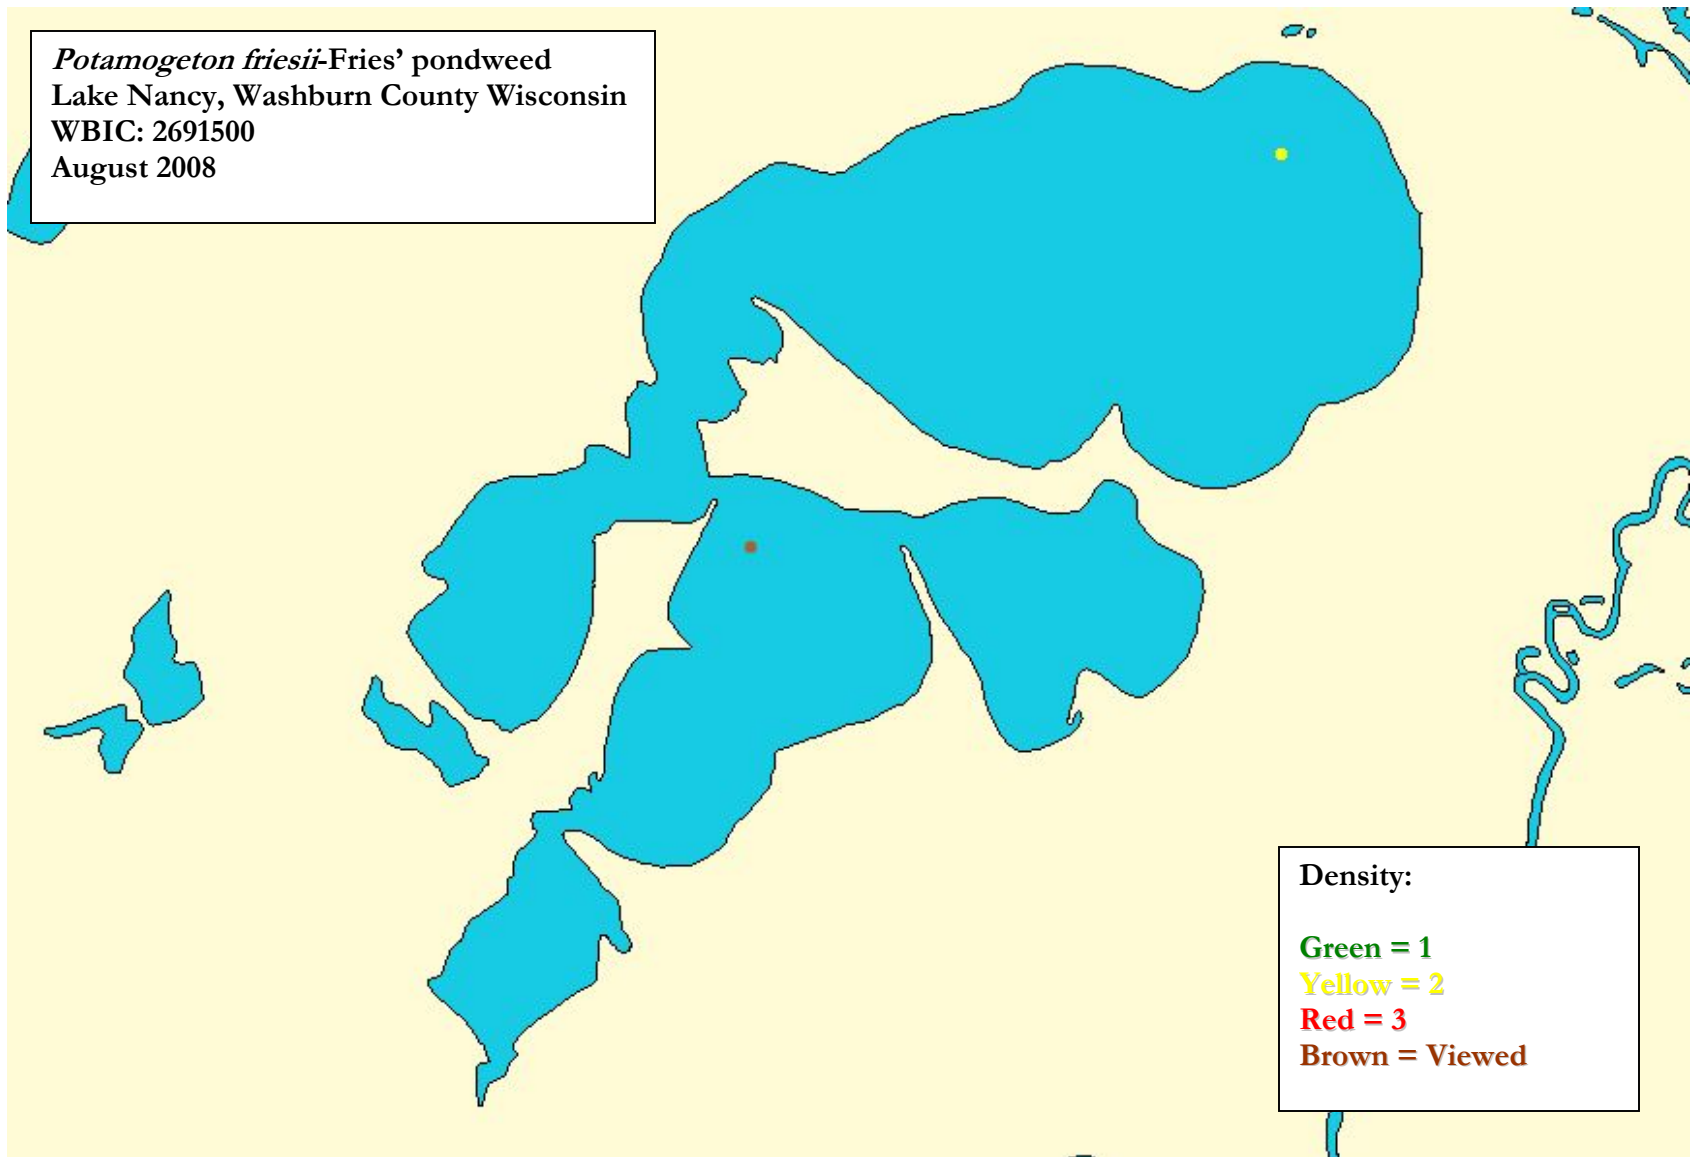 Potamogeton friesii-Fries’ pondweed
Lake Nancy, Washburn County Wisconsin
WBIC: 2691500
August 2008
Density:
Green = 1
Yellow = 2
Red = 3
Brown = Viewed